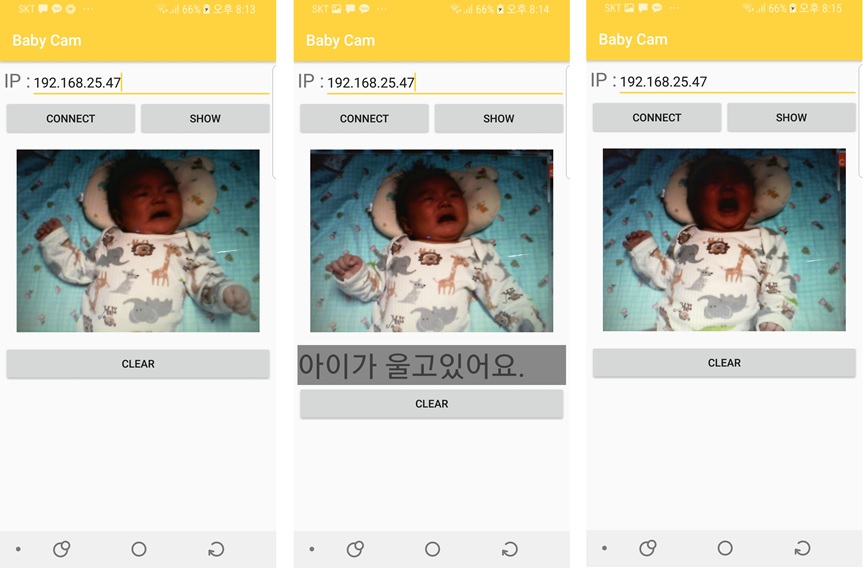 SKT 66% 오후 8:13
Baby Cam
IP : 192.168.25.47
CONNECT SHOW
CLEAR
SKT 66% 오후 8:14
Baby Cam
IP : 192.168.25.47
CONNECT SHOW
아이가 울고있어요.
CLEAR
SKT 66% 오후 8:15
Baby Cam
IP : 192.168.25.47
CONNECT SHOW
CLEAR